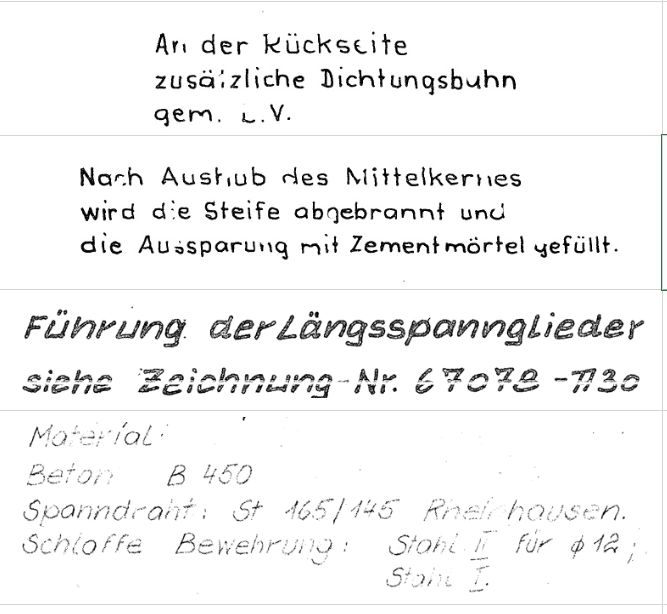 An der Rückseite
zusätzliche Dichtungsbahn
gem. L.V.
Nach Aushub des Mittelkernes
wird die Steife abgebrannt und
die Aussparung mit Zementmörtel gefüllt.
Führung der Längsspannglieder
siehe Zeichnung-Nr. 67078-
Material:
Beton B 450
Spanndraht: St 165/145 Rheinhausen.
Schlaffe Bewehrung: Stahl II für ϕ 12;
Stahl I.